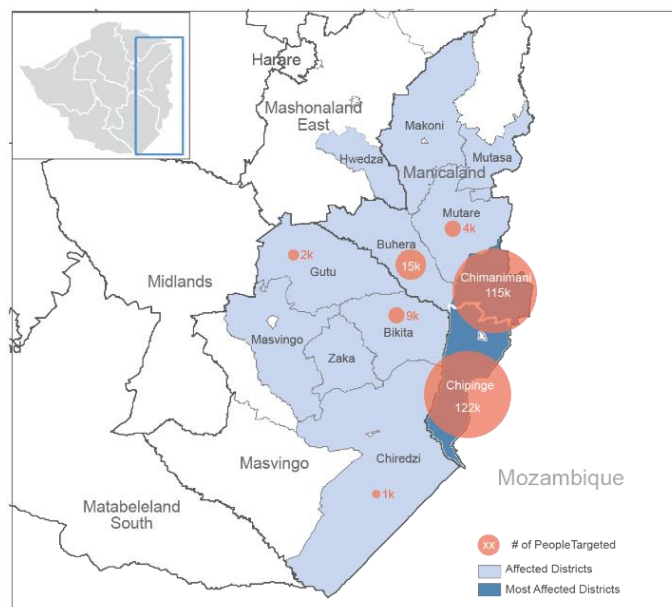 Harare
Mashonaland
East
Makoni
Hwedza
Mutasa
Manicaland
Mutare
4k
Buhera
15k
2k
Gutu
Midlands
Chimanimani
115k
9k
Bikita
Masvingo
Zaka
Chipinge
122k
Chiredzi
Masvingo
Mozambique
1k
Matabeleland
South
xx # of PeopleTargeted
Affected Districts
Most Affected Districts